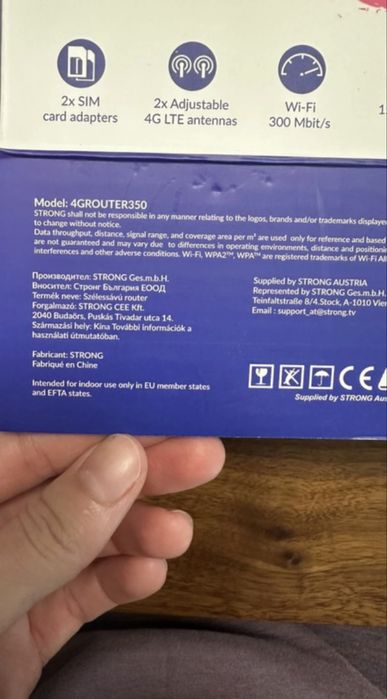 2x SIM
card adapters
2x Adjustable
4G LTE antennas
Wi-Fi
300 Mbit/s
1
Model: 4GROUTER350
STRONG shall not be responsible in any manner relating to the logos, brands and/or trademarks displaye
to change without notice.
Data throughput, distance, signal range, and coverage area per m² are used only for reference and based
are not guaranteed and may vary due to differences in operating environments, distance and positioni
interferences and other adverse conditions. Wi-Fi, WPA2™, WPA™ are registered trademarks of Wi-Fi All
Производител: STRONG Ges.m.b.H.
Вносител: Стронг България ЕООД
Termék neve: Szélessávú router
Forgalmazó: STRONG CEE Kft.
2040 Budaörs, Puskás Tivadar utca 14.
Származási hely: Kína További információk a
használati útmutatóban.
Fabricant: STRONG
Fabriqué en Chine
Intended for indoor use only in EU member states
and EFTA states.
Supplied by STRONG AUSTRIA
Represented by STRONG Ges.m.b.H.
Teinfaltstraße 8/4.Stock, A-1010 Vier
Email : support_at@strong.tv
CE
Supplied by STRONG Aus